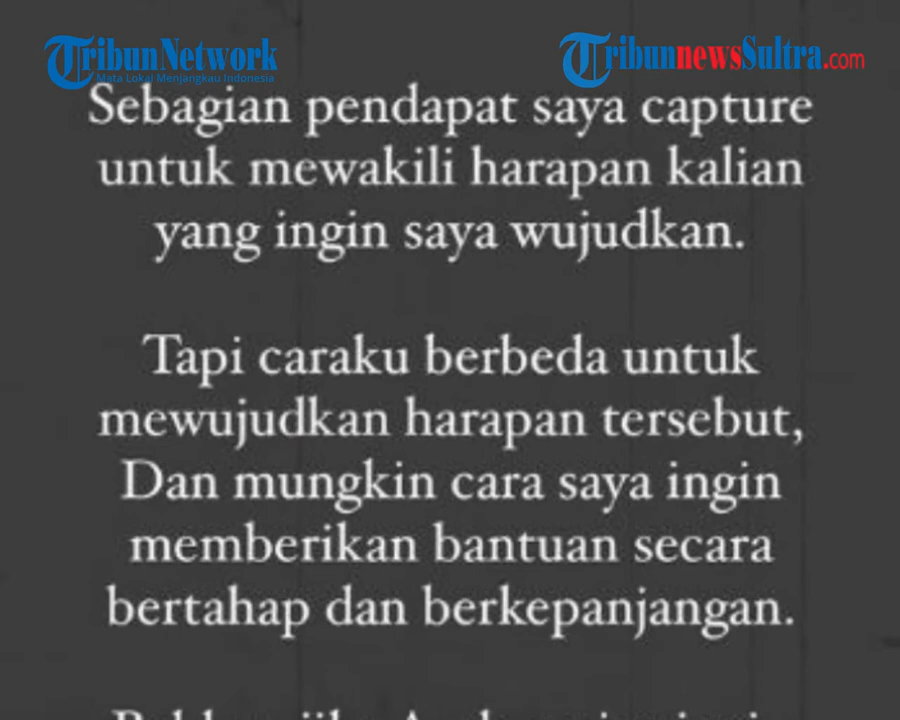 TribunNetwork
Mata Lokal Menjangkau Indonesia
TribunnewsSultra.com
Sebagian pendapat saya capture
untuk mewakili harapan kalian
yang ingin saya wujudkan.
Tapi caraku berbeda untuk
mewujudkan harapan tersebut,
Dan mungkin cara saya ingin
memberikan bantuan secara
bertahap dan berkepanjangan.